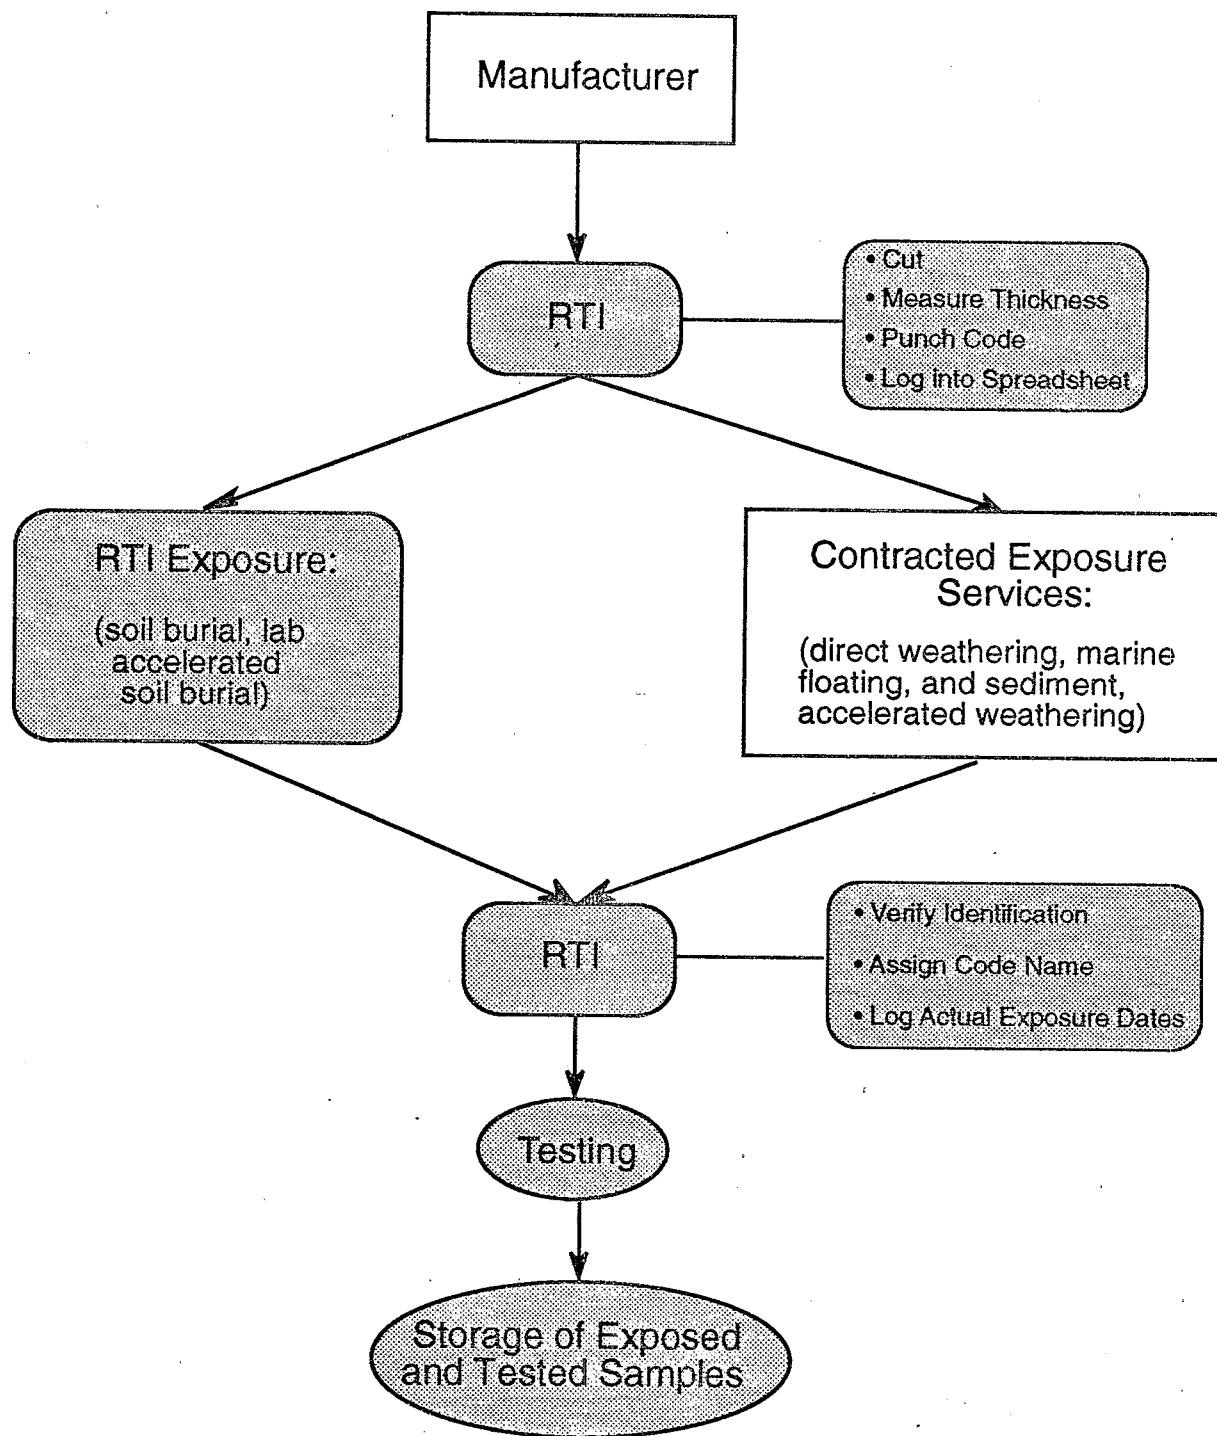 Manufacturer
RTI
• Cut
• Measure Thickness
• Punch Code
• Log into Spreadsheet
RTI Exposure:
(soil burial, lab
accelerated
soil burial)
Contracted Exposure
Services:
(direct weathering, marine
floating, and sediment,
accelerated weathering)
RTI
• Verify Identification
• Assign Code Name
• Log Actual Exposure Dates
Testing
Storage of Exposed
and Tested Samples